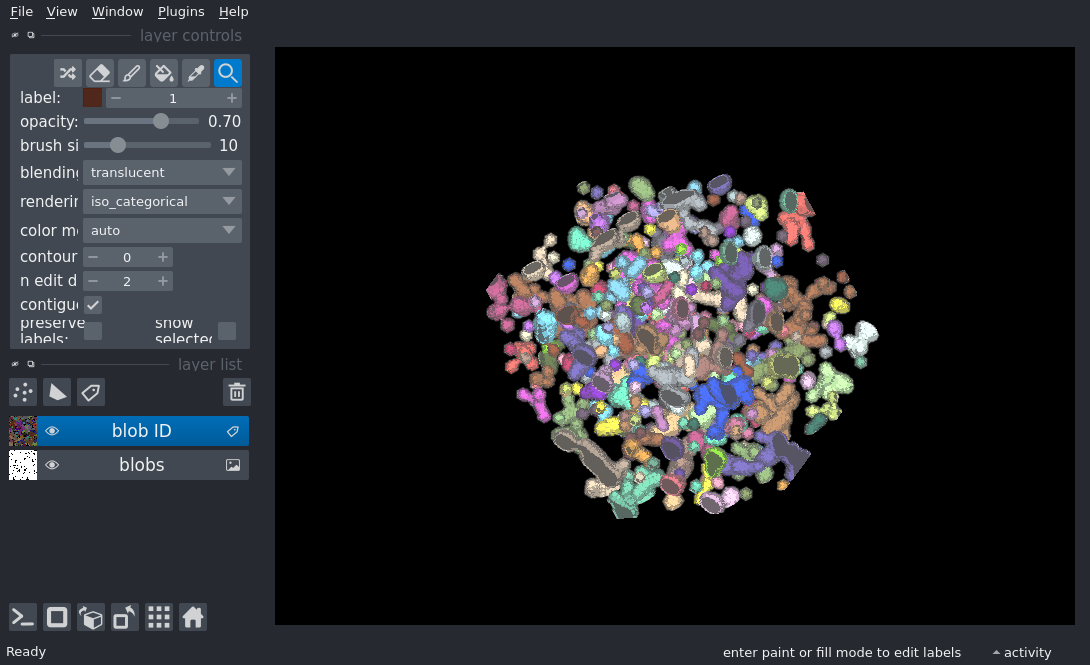 File View Window Plugins Help
layer controls
label: 1
opacity: 0.70
brush si 10
blending translucent
renderin iso_categorical
color m auto
contour 0
n edit d 2
contigu
preserve labels: show selected
layer list
blob ID
blobs
Ready
enter paint or fill mode to edit labels
activity